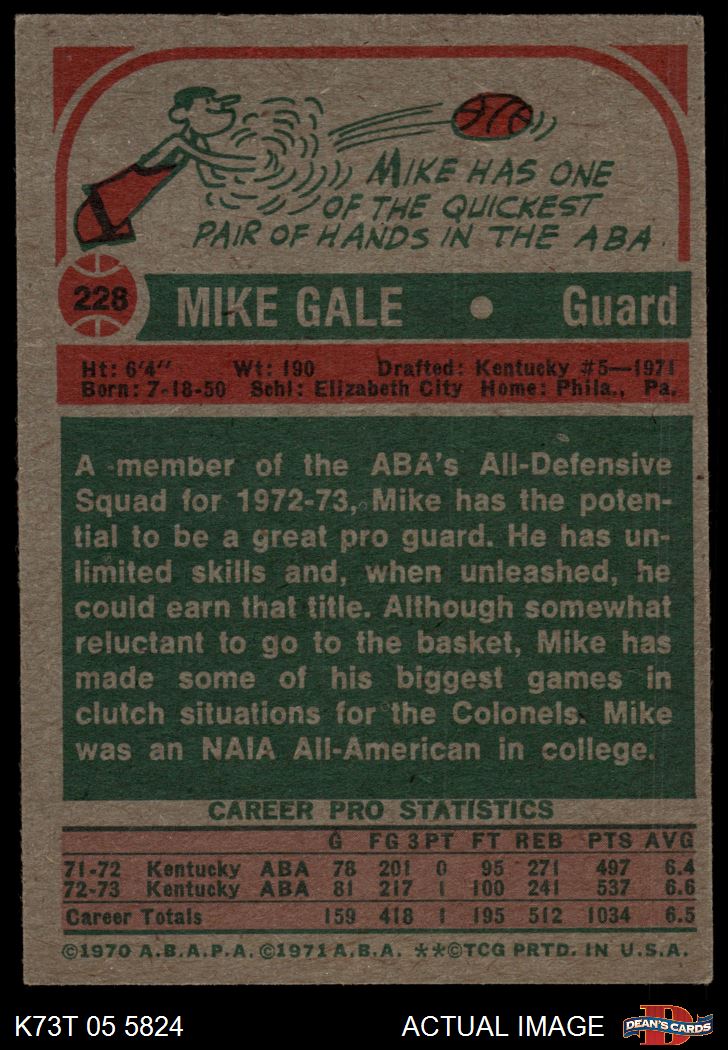 MIKE HAS ONE
OF THE QUICKEST
PAIR OF HANDS IN THE ABA.
228 MIKE GALE • Guard
Ht: 6'4" Wt: 190 Drafted: Kentucky #5—1971
Born: 7-18-50 Schl: Elizabeth City Home: Phila., Pa.
A member of the ABA's All-Defensive
Squad for 1972-73, Mike has the poten-
tial to be a great pro guard. He has un-
limited skills and, when unleashed, he
could earn that title. Although somewhat
reluctant to go to the basket, Mike has
made some of his biggest games in
clutch situations for the Colonels. Mike
was an NAIA All-American in college.
CAREER PRO STATISTICS
G FG 3PT FT REB PTS AVG
71-72 Kentucky ABA 78 201 0 95 271 497 6.4
72-73 Kentucky ABA 81 217 1 100 241 537 6.6
Career Totals 159 418 1 195 512 1034 6.5
©1970 A.B.A.P.A. ©1971 A.B.A. **©TCG PRTD. IN U.S.A.
K73T 05 5824 ACTUAL IMAGE DEAN'S CARDS